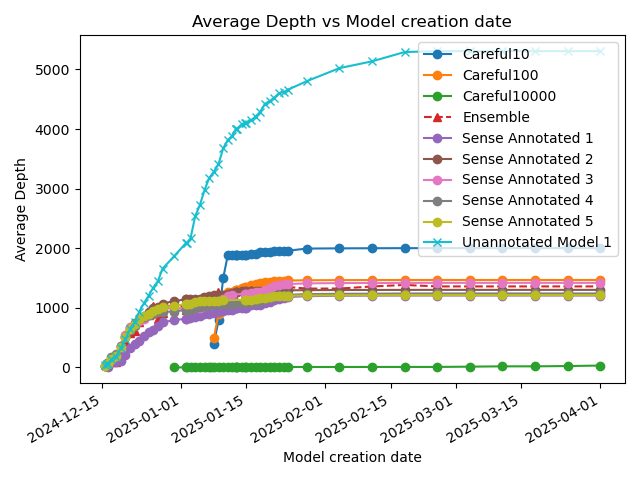 Average Depth vs Model creation date
Average Depth
5000
4000
3000
2000
1000
0
Careful10
Careful100
Careful10000
Ensemble
Sense Annotated 1
Sense Annotated 2
Sense Annotated 3
Sense Annotated 4
Sense Annotated 5
Unannotated Model 1
2024-12-15
2025-01-01
2025-01-15
2025-02-01
2025-02-15
2025-03-01
2025-03-15
2025-04-01
Model creation date